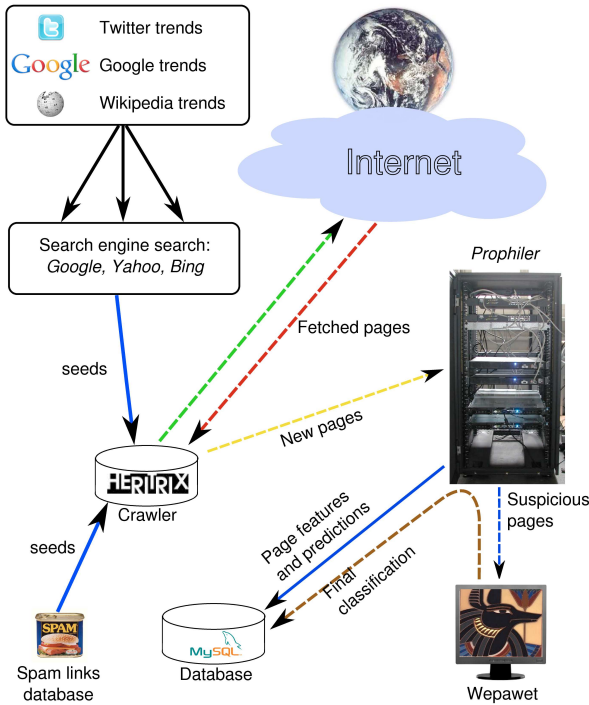 Twitter trends
Google
Google trends
Wikipedia trends
Internet
Search engine search:
Google, Yahoo, Bing
Prophiler
Fetched pages
seeds
New pages
HERITRIX
Crawler
Suspicious
pages
Page features
and predictions
seeds
Final
classification
SPAM
MySQL
Spam links
database
Database
Wepawet